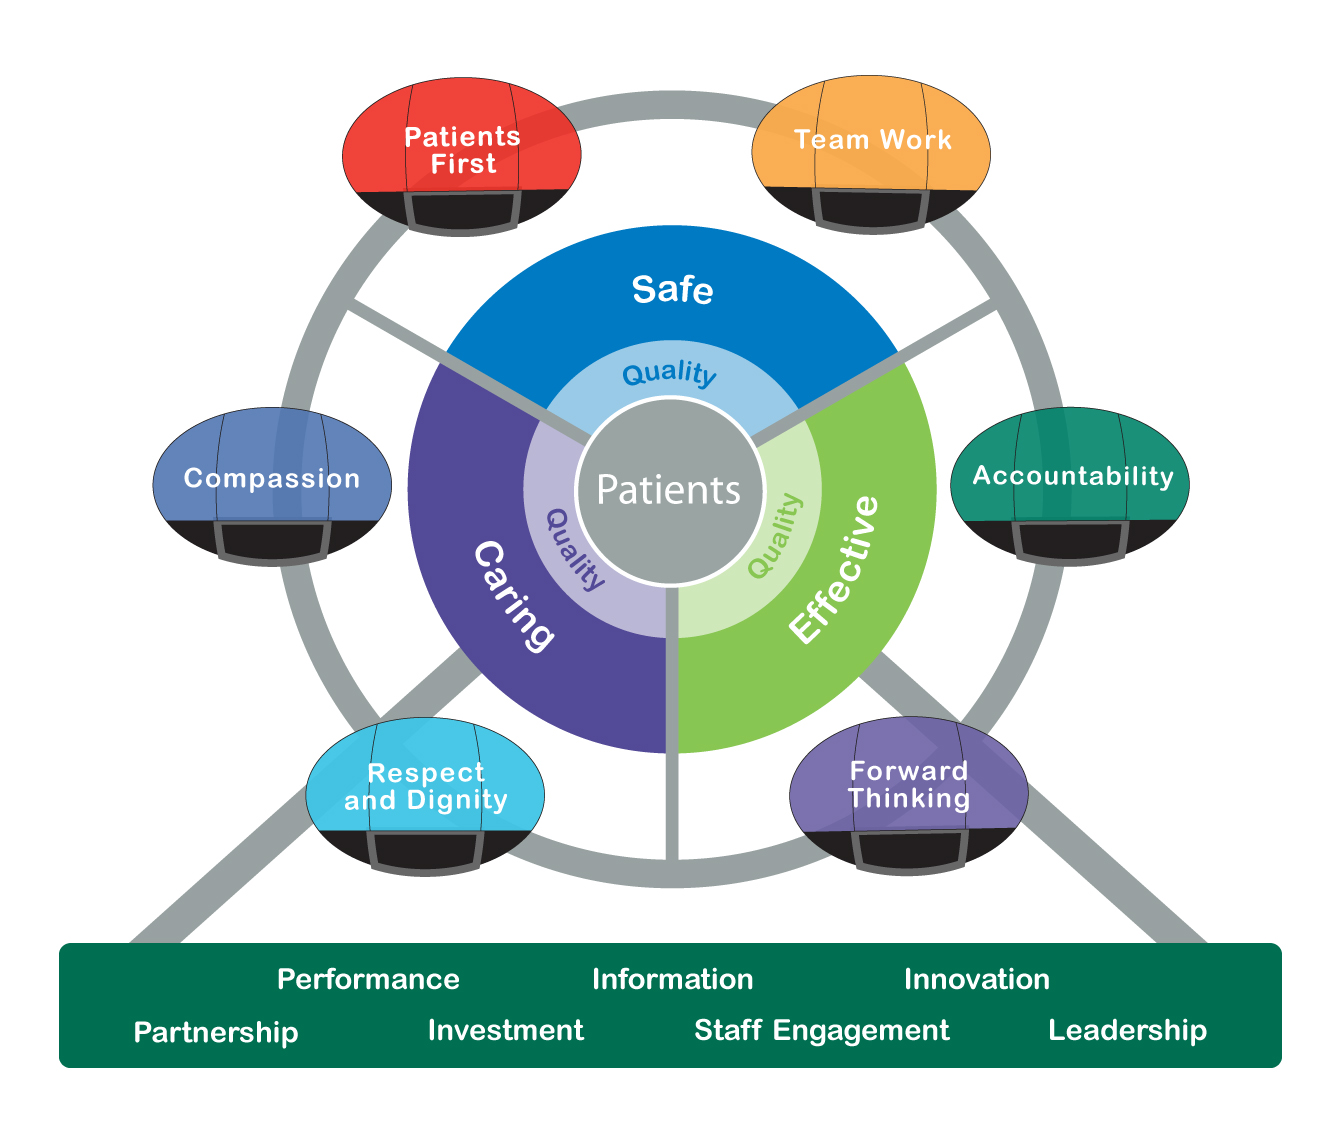 Patients
First
Team Work
Safe
Quality
Compassion
Patients
Accountability
Quality
Quality
Caring
Effective
Respect
and Dignity
Forward
Thinking
Performance
Information
Innovation
Partnership
Investment
Staff Engagement
Leadership